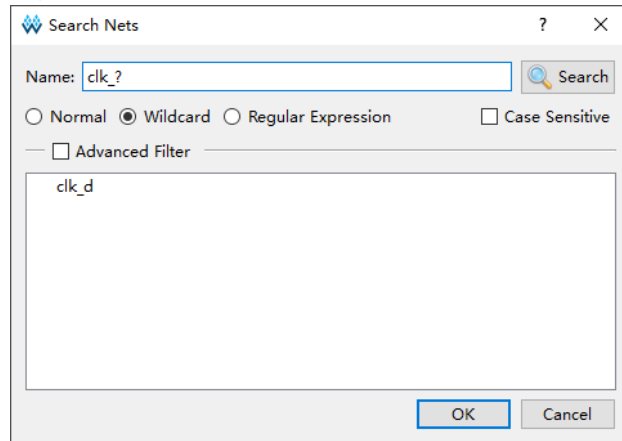 Search Nets ?
Name: clk_? Search
Normal Wildcard Regular Expression Case Sensitive
Advanced Filter
clk_d
OK Cancel